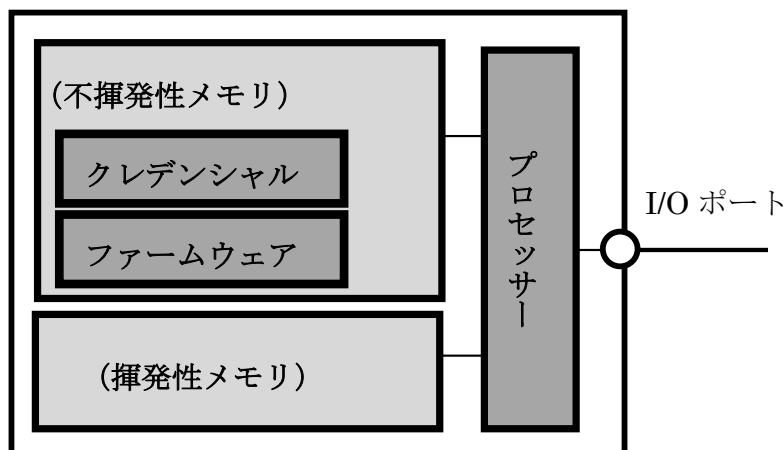 (不揮発性メモリ)
クレデンシャル
ファームウェア
(揮発性メモリ)
プロセッサー
I/O ポート